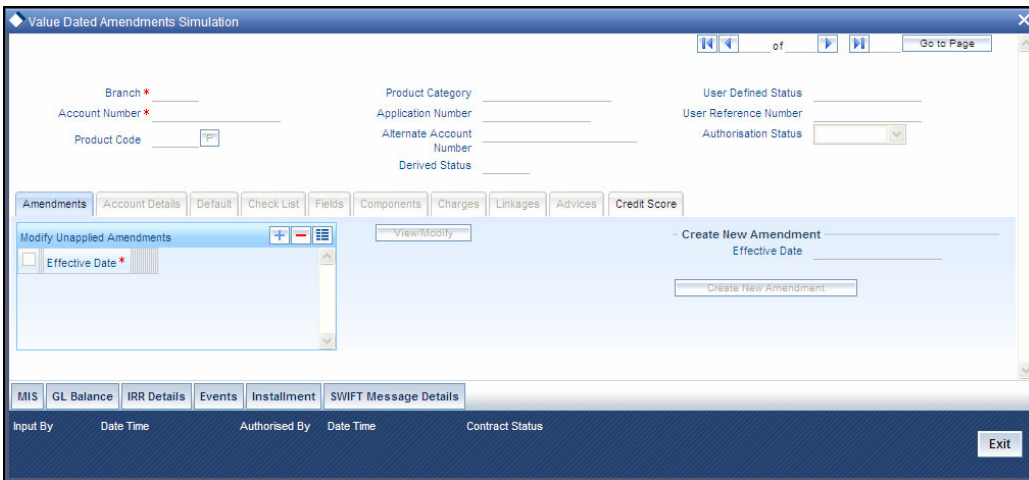 Value Dated Amendments Simulation
of Go to Page
Branch * Product Category User Defined Status
Account Number * Application Number User Reference Number
Product Code P Alternate Account Number Authorisation Status
Derived Status
Amendments Account Details Default Check List Fields Components Charges Linkages Advices Credit Score
Modify Unapplied Amendments View/Modify Create New Amendment
Effective Date * Effective Date
Create New Amendment
MIS GL Balance IRR Details Events Installment SWIFT Message Details
Input By Date Time Authorised By Date Time Contract Status
Exit